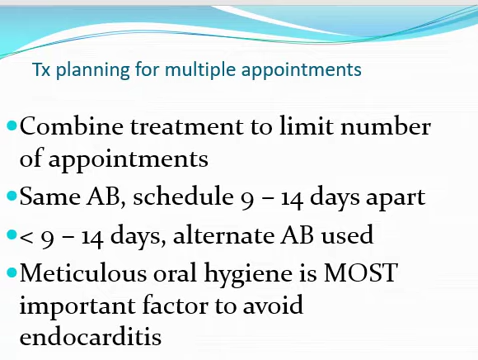 Tx planning for multiple appointments
•Combine treatment to limit number
of appointments
•Same AB, schedule 9 – 14 days apart
•< 9 – 14 days, alternate AB used
•Meticulous oral hygiene is MOST
important factor to avoid
endocarditis